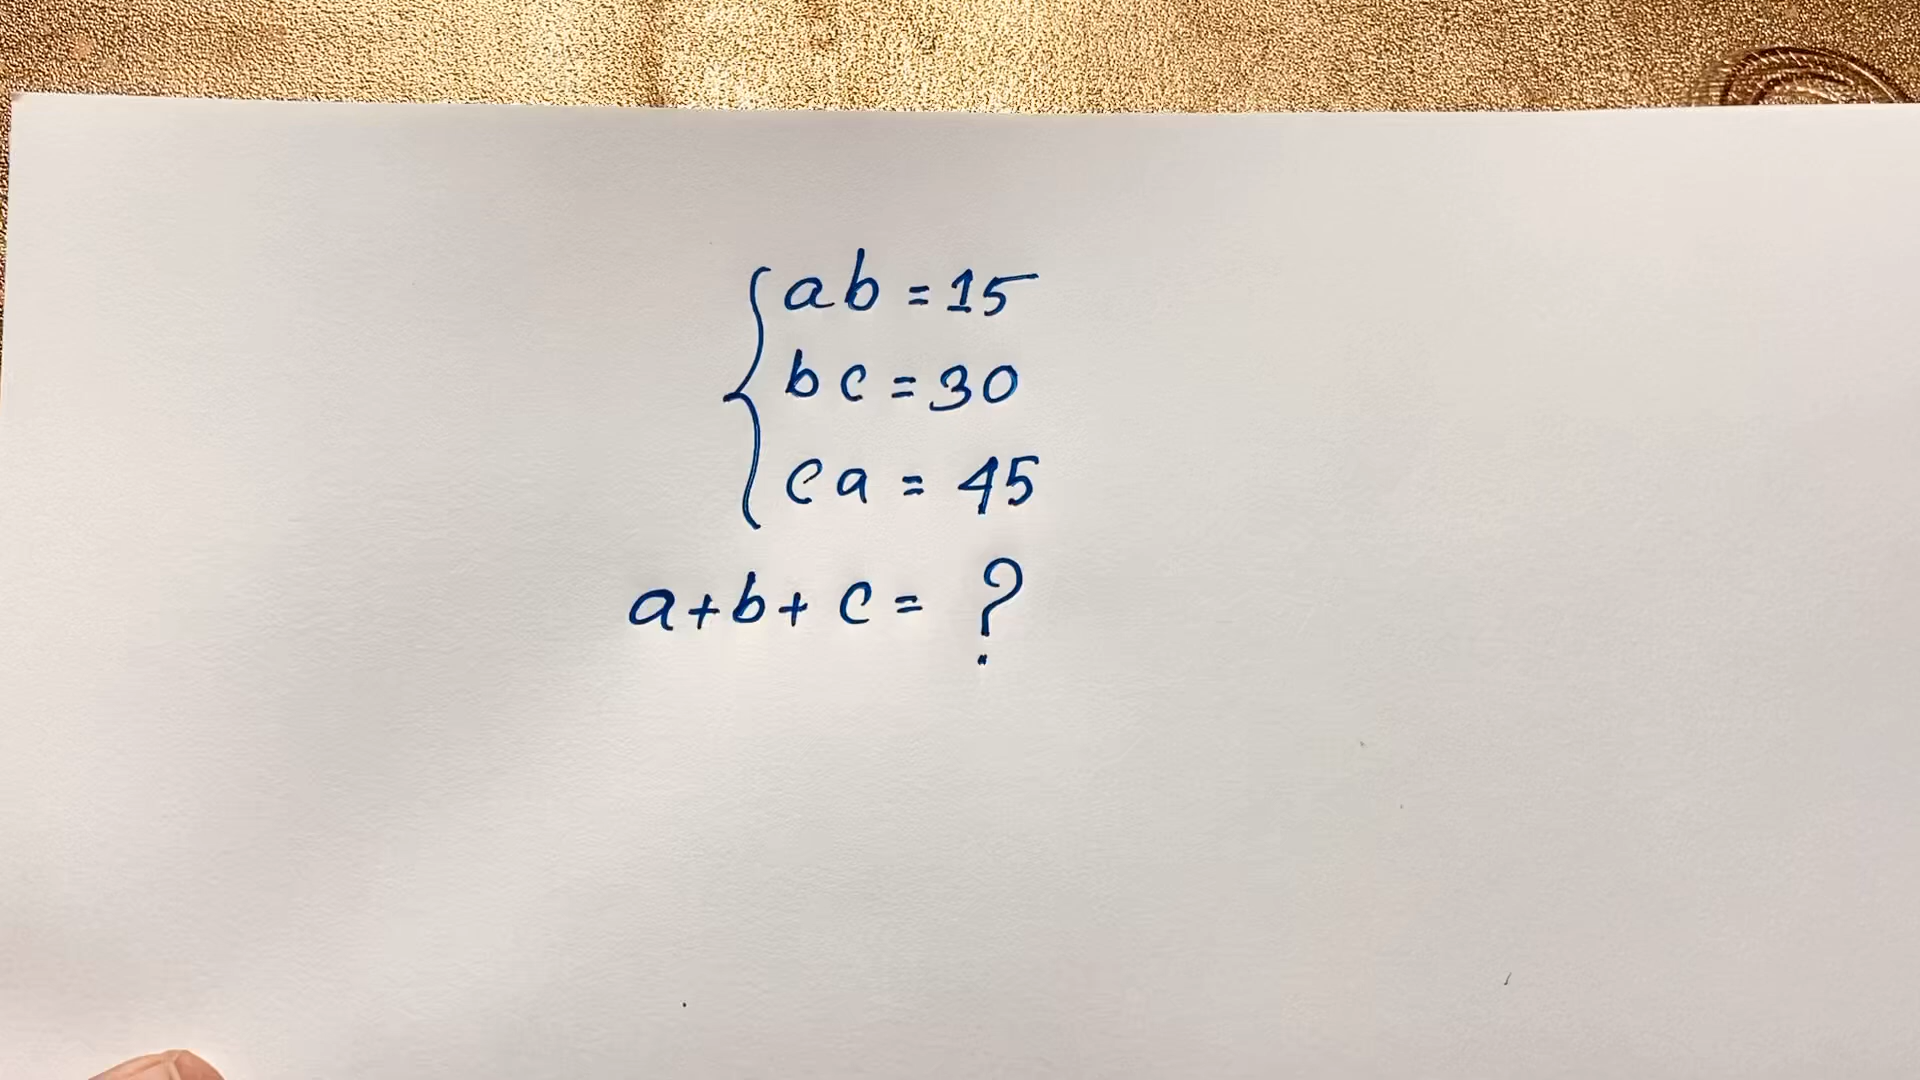 ab = 15
bc = 30
ca = 45
a+b+c = ?